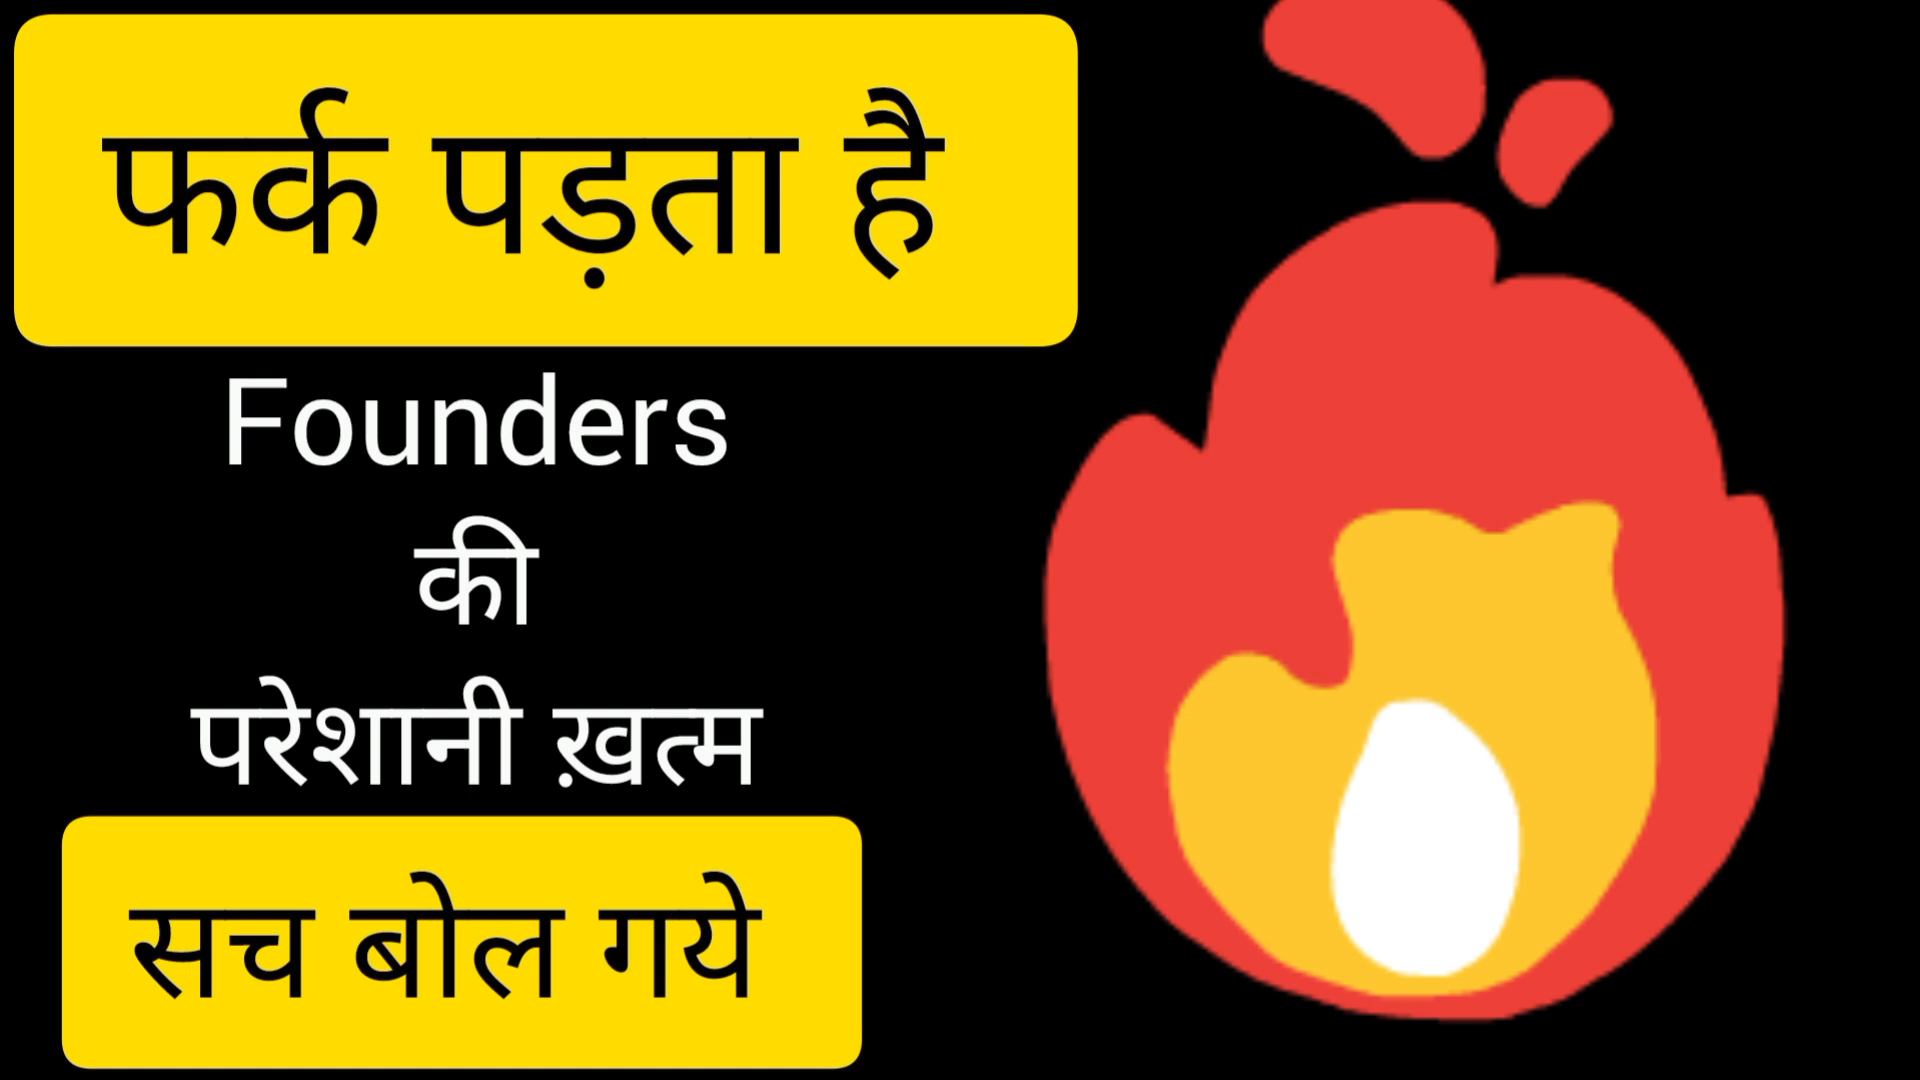 फर्क पड़ता है
Founders
की
परेशानी ख़त्म
सच बोल गये